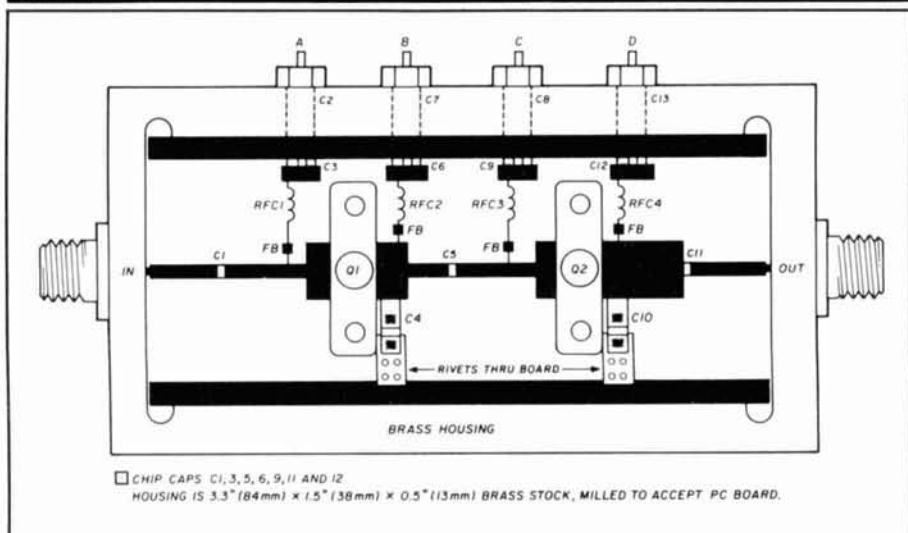 A B C D
C2 C7 C8 C13
C3 C6 C9 C12
RFC1 RFC2 RFC3 RFC4
FB FB
FB FB
IN C1 Q1 C5 Q2 C11 OUT
C4 C10
RIVETS THRU BOARD
BRASS HOUSING
CHIP CAPS C1, 3, 5, 6, 9, 11 AND 12
HOUSING IS 3.3" (84mm) × 1.5" (38mm) × 0.5" (13mm) BRASS STOCK, MILLED TO ACCEPT PC BOARD.